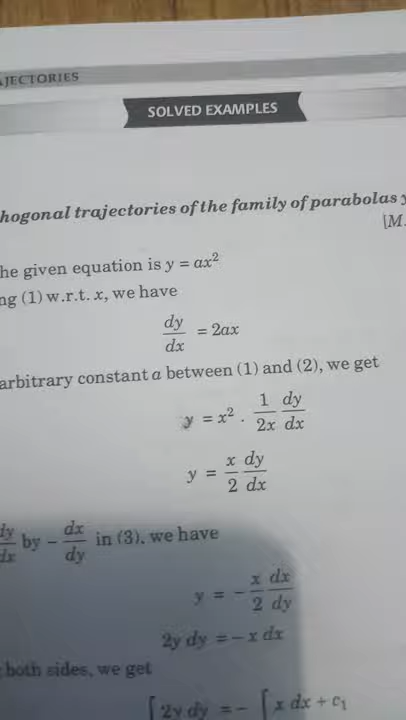 JECTORIES
SOLVED EXAMPLES
hogonal trajectories of the family of parabolas y
[M.
he given equation is y = ax²
ng (1) w.r.t. x, we have
dy/dx = 2ax
arbitrary constant a between (1) and (2), we get
y = x² . 1/2x dy/dx
y = x/2 dy/dx
dy/dx by – dx/dy in (3), we have
y = – x/2 dx/dy
2y dy = – x dx
both sides, we get
∫ 2y dy = – ∫ x dx + c₁